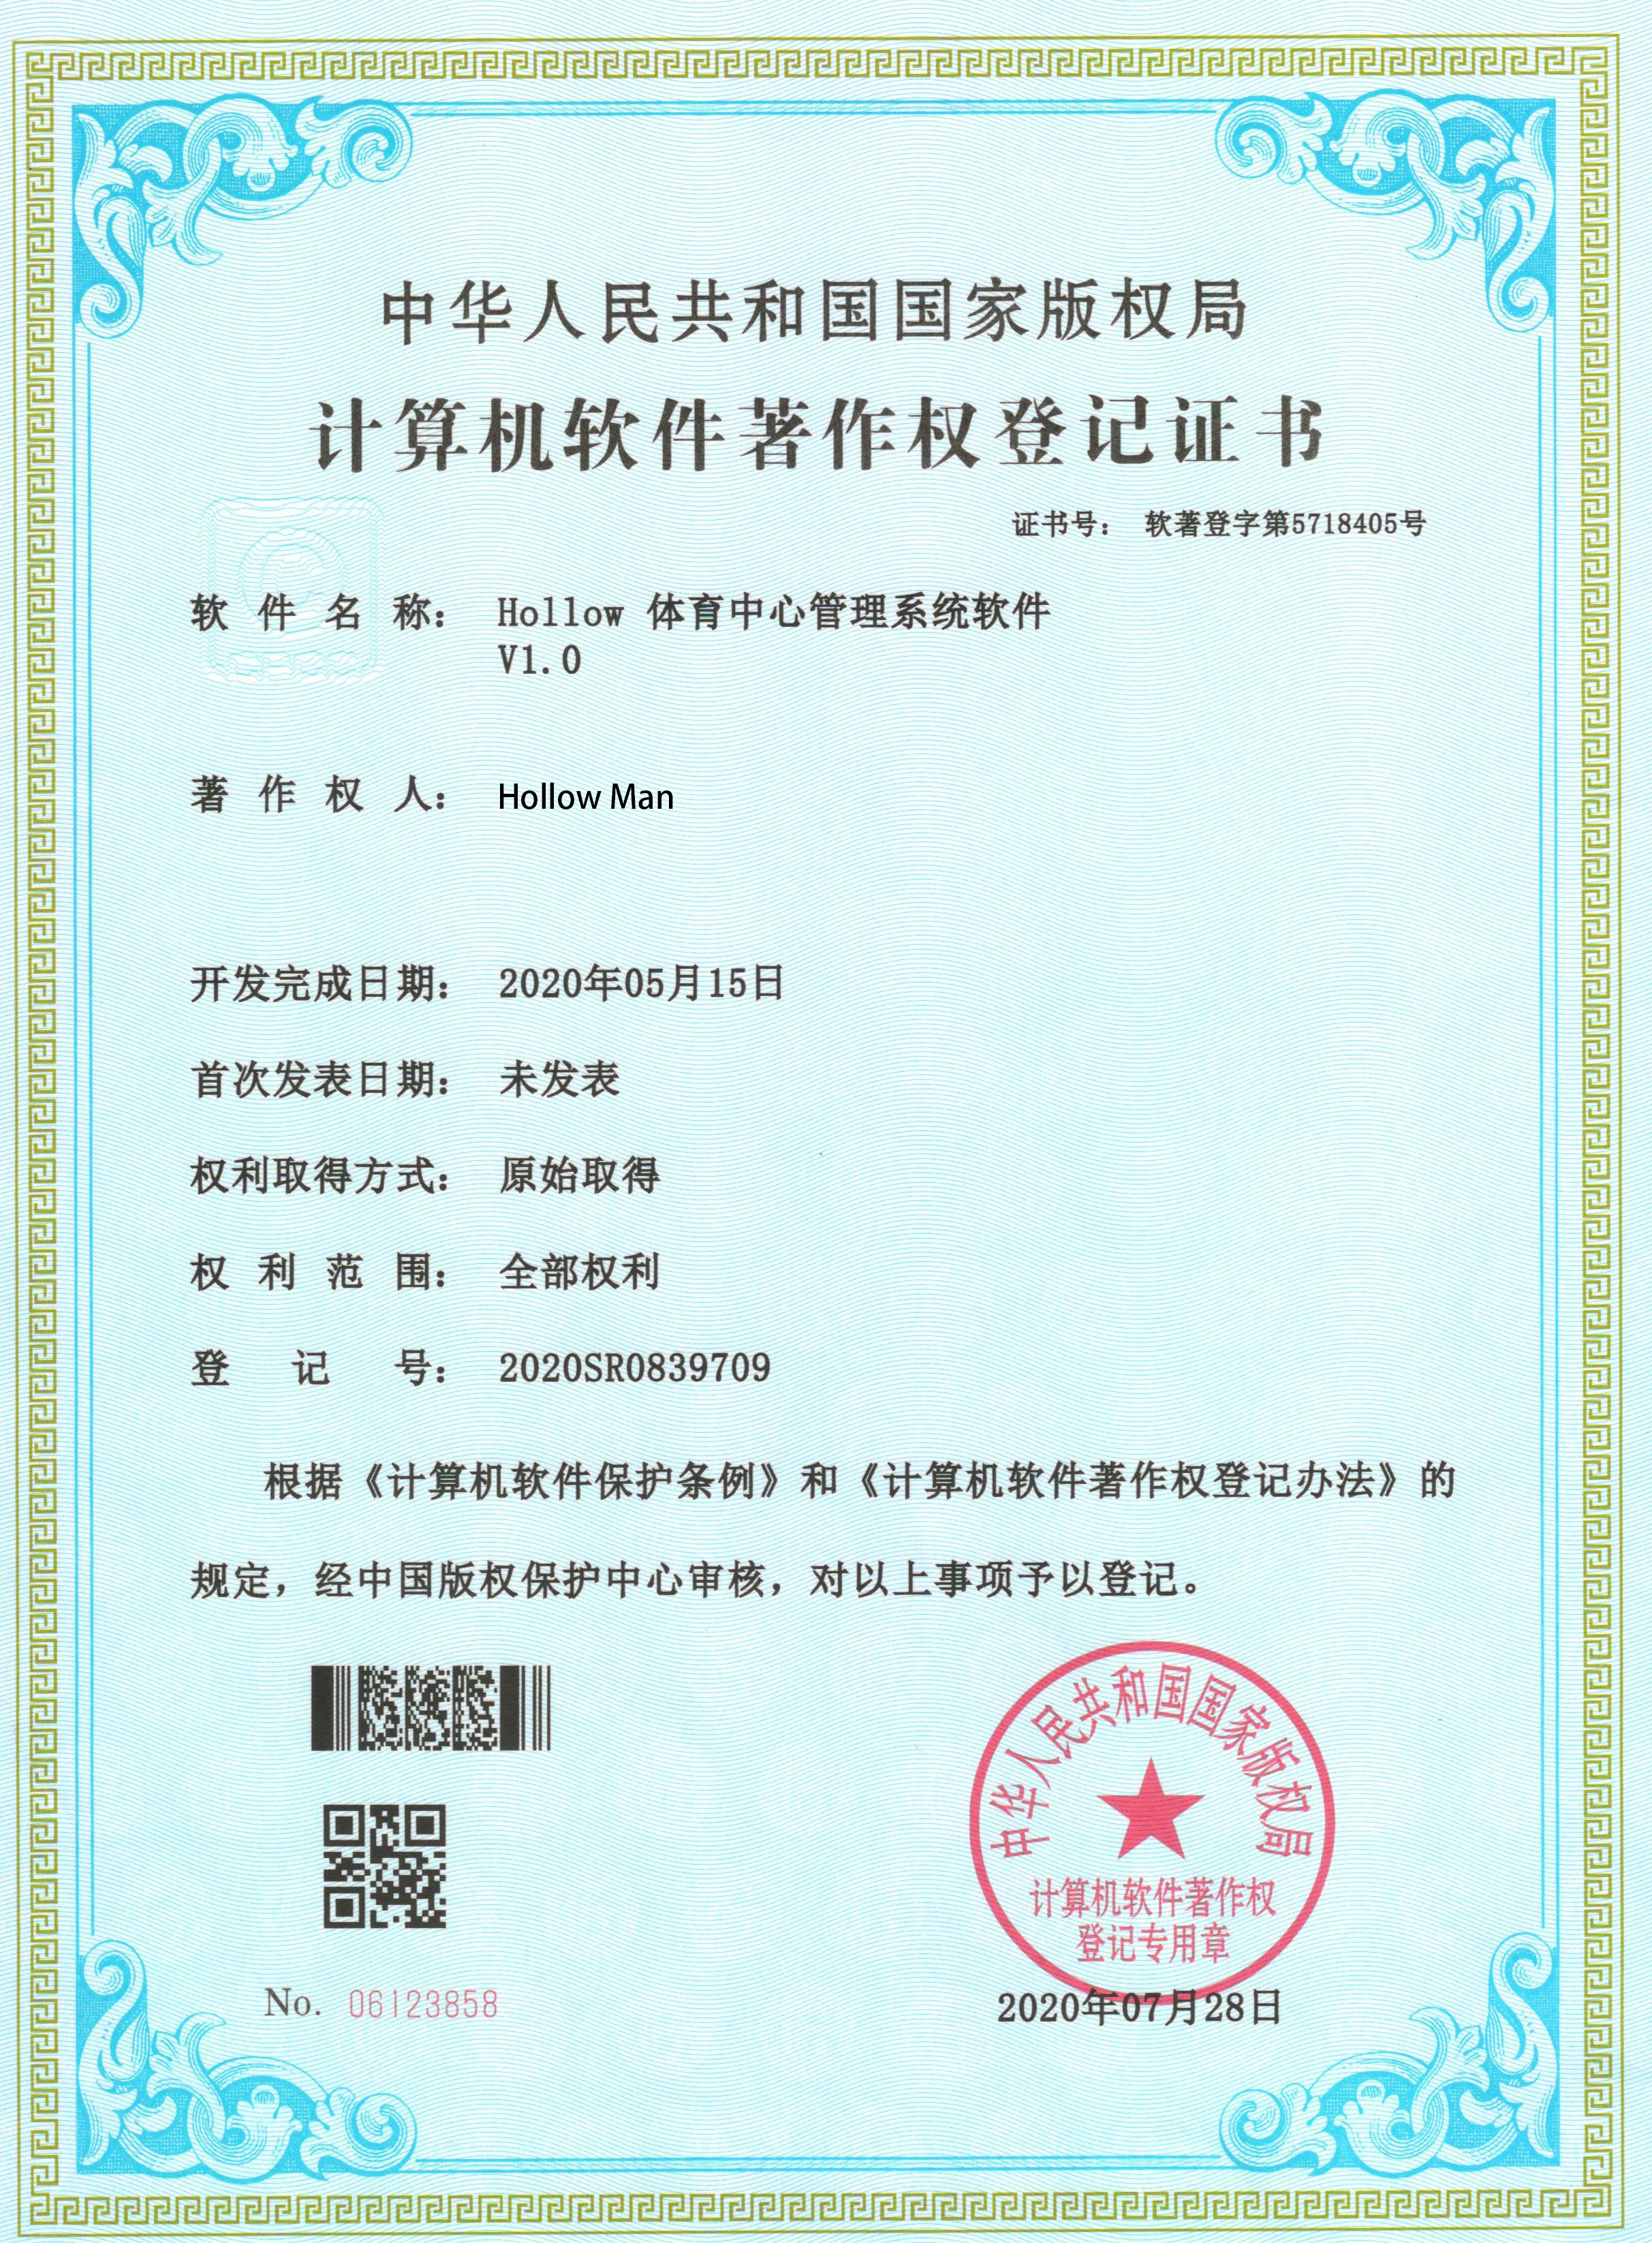 中华人民共和国国家版权局
计算机软件著作权登记证书
证书号： 软著登字第5718405号
软件名称： Hollow 体育中心管理系统软件
V1.0
著作权人： Hollow Man
开发完成日期： 2020年05月15日
首次发表日期： 未发表
权利取得方式： 原始取得
权利范围： 全部权利
登记号： 2020SR0839709
根据《计算机软件保护条例》和《计算机软件著作权登记办法》的
规定，经中国版权保护中心审核，对以上事项予以登记。
中华人民共和国国家版权局
计算机软件著作权
登记专用章
No. 06123858
2020年07月28日